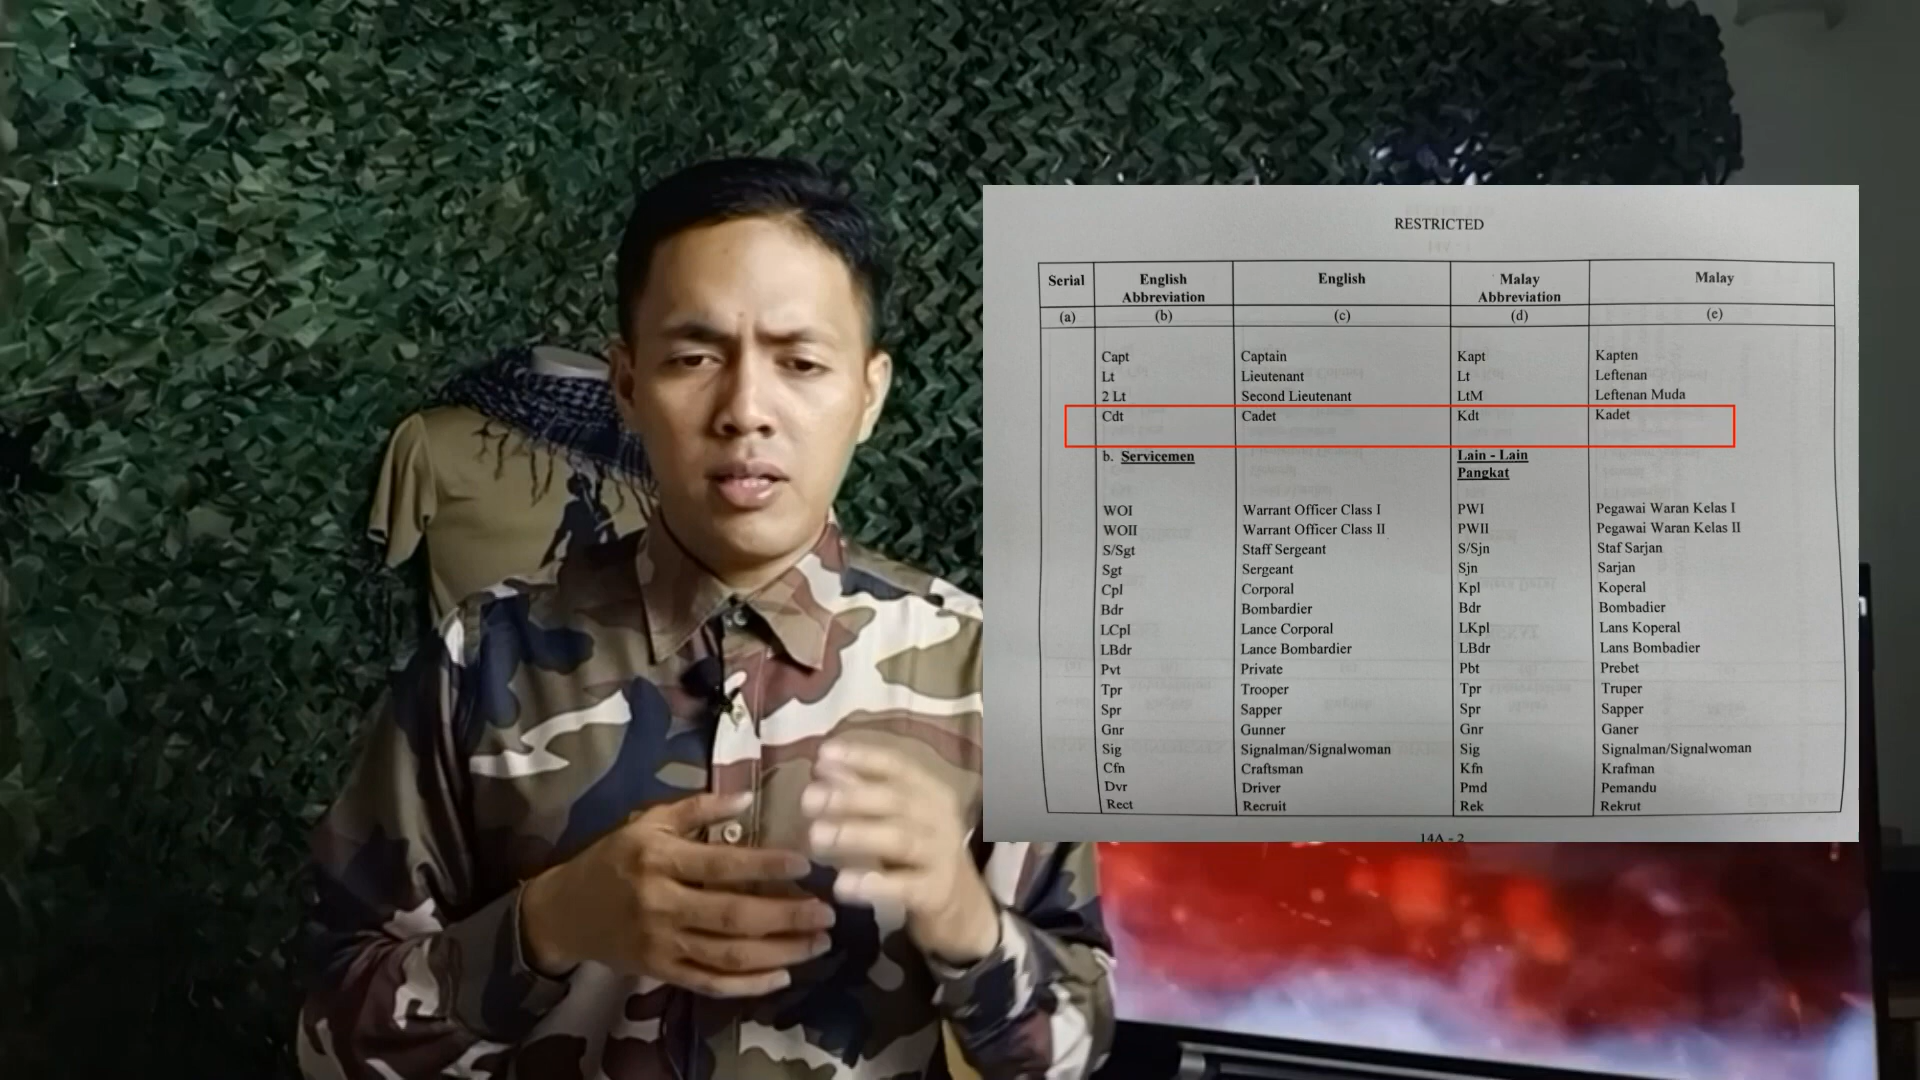 RESTRICTED
Serial English Abbreviation English Malay Abbreviation Malay
(a) (b) (c) (d) (e)
Capt Captain Kapt Kapten
Lt Lieutenant Lt Leftenan
2 Lt Second Lieutenant LtM Leftenan Muda
Cdt Cadet Kdt Kadet
b. Servicemen Lain - Lain Pangkat
WOI Warrant Officer Class I PWI Pegawai Waran Kelas I
WOII Warrant Officer Class II PWII Pegawai Waran Kelas II
S/Sgt Staff Sergeant S/Sjn Staf Sarjan
Sgt Sergeant Sjn Sarjan
Cpl Corporal Kpl Koperal
Bdr Bombardier Bdr Bombadier
LCpl Lance Corporal LKpl Lans Koperal
LBdr Lance Bombardier LBdr Lans Bombadier
Pvt Private Pbt Prebet
Tpr Trooper Tpr Truper
Spr Sapper Spr Sapper
Gnr Gunner Gnr Ganer
Sig Signalman/Signalwoman Sig Signalman/Signalwoman
Cfn Craftsman Kfn Krafman
Dvr Driver Pmd Pemandu
Rect Recruit Rek Rekrut
14A - 2